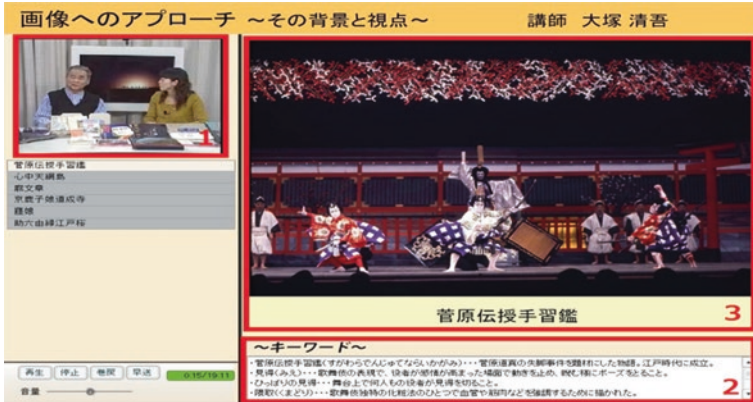 画像へのアプローチ ～その背景と視点～ 講師 大塚 清吾
1
菅原伝授手習鑑
心中天網島
廓文章
京鹿子娘道成寺
鷺娘
助六由縁江戸桜
菅原伝授手習鑑
3
～キーワード～
・菅原伝授手習鑑(すがわらでんじゅてならいかがみ)・・・菅原道真の失脚事件を題材にした物語。江戸時代に成立。
・見得(みえ)・・・歌舞伎の表現で、役者が感情が高まった場面で動きを止め、睨む様にポーズをとること。
・ひっぱりの見得・・・舞台上で何人もの役者が見得を切ること。
・隈取(くまどり)・・・歌舞伎独特の化粧法のひとつで血管や筋肉などを強調するために描かれた。
2
再生 停止 巻戻 早送 0:15/19:11
音量